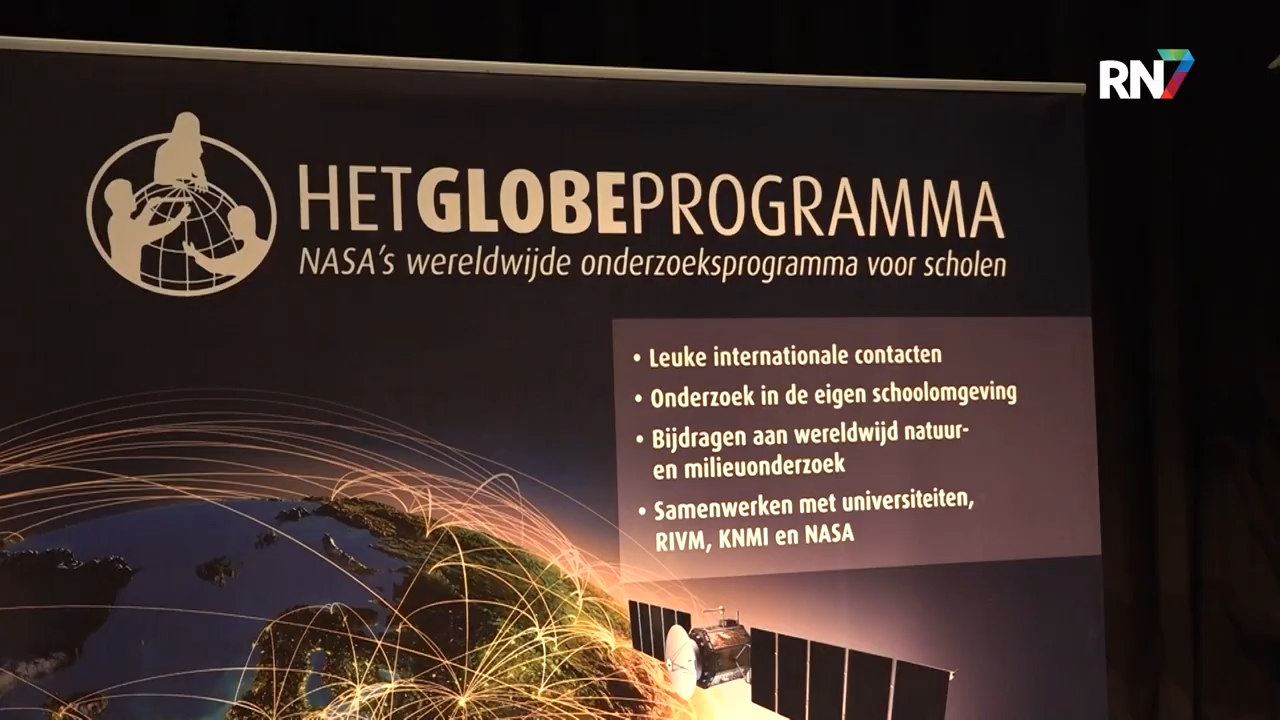 RN7
HETGLOBEPROGRAMMA
NASA's wereldwijde onderzoeksprogramma voor scholen
• Leuke internationale contacten
• Onderzoek in de eigen schoolomgeving
• Bijdragen aan wereldwijd natuur-
en milieuonderzoek
• Samenwerken met universiteiten,
RIVM, KNMI en NASA